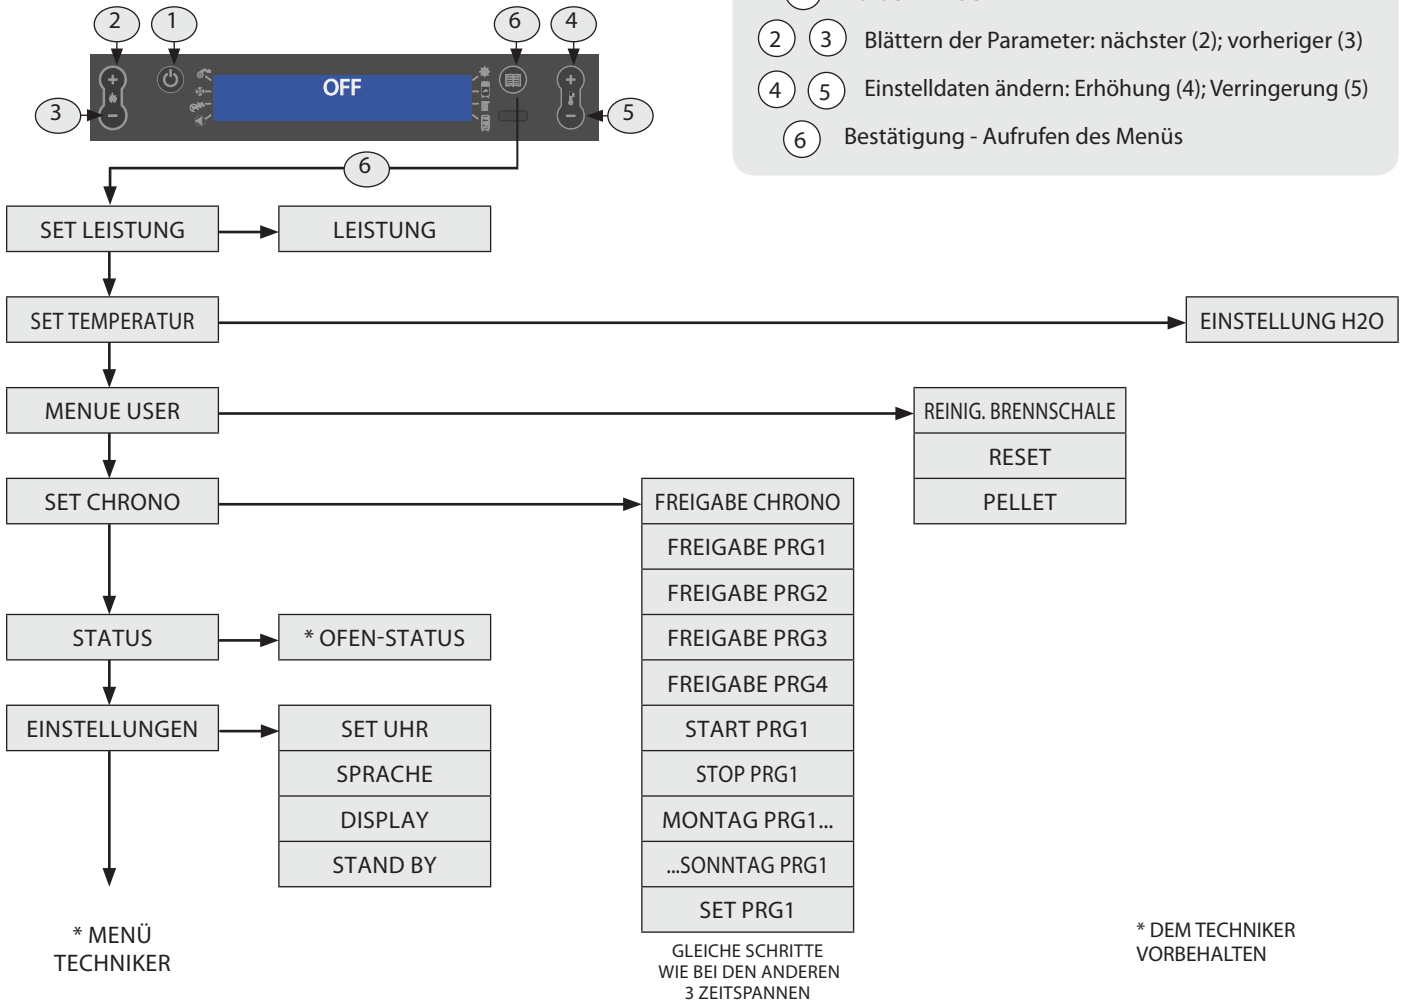 2
1
6
4
OFF
3
5
6
2 3 Blättern der Parameter: nächster (2); vorheriger (3)
4 5 Einstelldaten ändern: Erhöhung (4); Verringerung (5)
6 Bestätigung - Aufrufen des Menüs
SET LEISTUNG
LEISTUNG
SET TEMPERATUR
EINSTELLUNG H2O
MENUE USER
REINIG. BRENNSCHALE
RESET
PELLET
SET CHRONO
FREIGABE CHRONO
FREIGABE PRG1
FREIGABE PRG2
FREIGABE PRG3
FREIGABE PRG4
START PRG1
STOP PRG1
MONTAG PRG1...
...SONNTAG PRG1
SET PRG1
GLEICHE SCHRITTE
WIE BEI DEN ANDEREN
3 ZEITSPANNEN
STATUS
* OFEN-STATUS
EINSTELLUNGEN
SET UHR
SPRACHE
DISPLAY
STAND BY
* MENÜ
TECHNIKER
* DEM TECHNIKER
VORBEHALTEN